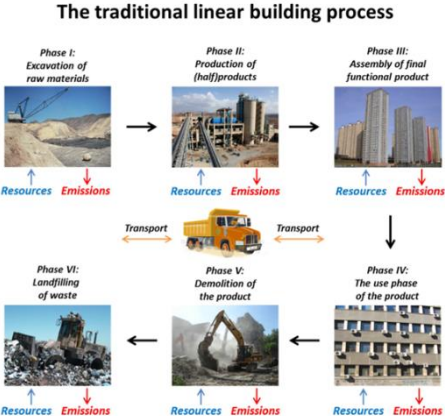 The traditional linear building process
Phase I:
Excavation of
raw materials
Phase II:
Production of
(half)products
Phase III:
Assembly of final
functional product
Resources Emissions
Resources Emissions
Resources Emissions
Transport
Transport
Phase VI:
Landfilling
of waste
Phase V:
Demolition of
the product
Phase IV:
The use phase
of the product
Resources Emissions
Resources Emissions
Resources Emissions